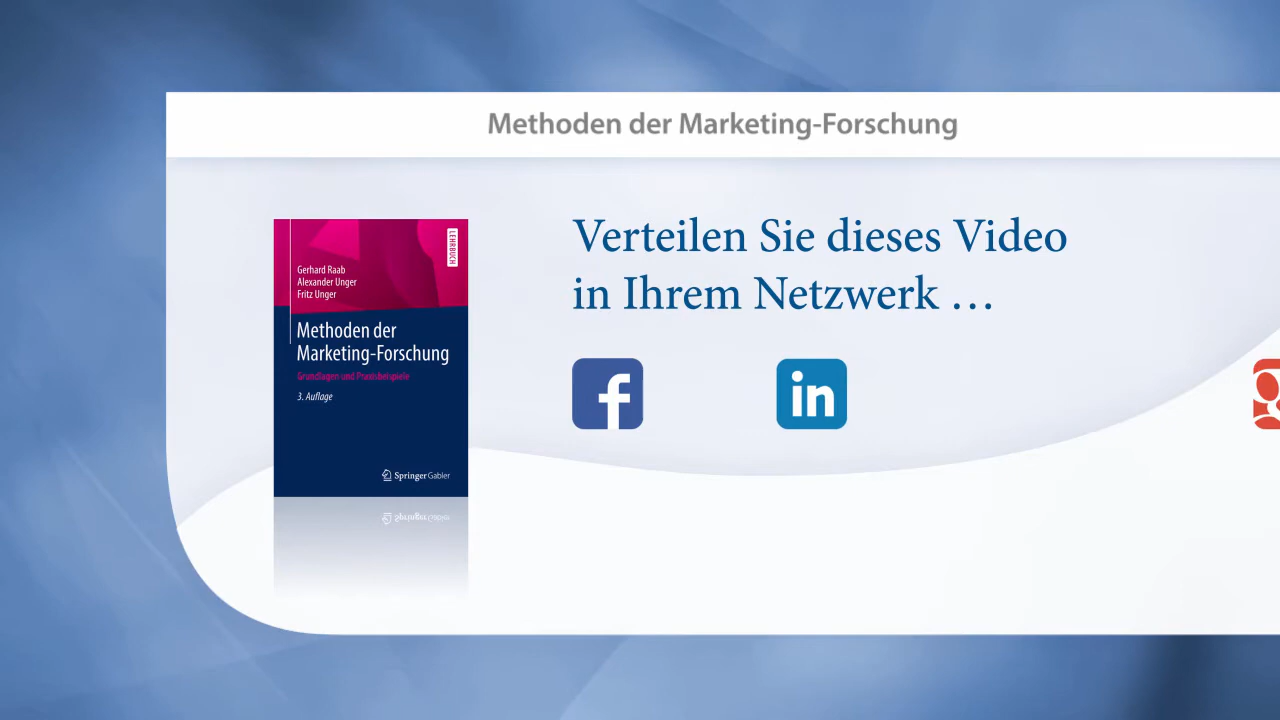 Methoden der Marketing-Forschung
LEHRBUCH
Gerhard Raab
Alexander Unger
Fritz Unger
Methoden der
Marketing-Forschung
Grundlagen und Praxisbeispiele
3. Auflage
Springer Gabler
Verteilen Sie dieses Video
in Ihrem Netzwerk …
f
in
g